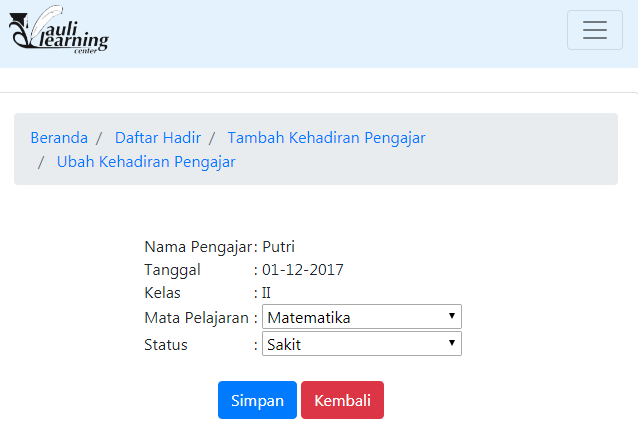 auli
learning
center
Beranda / Daftar Hadir / Tambah Kehadiran Pengajar
/ Ubah Kehadiran Pengajar
Nama Pengajar : Putri
Tanggal : 01-12-2017
Kelas : II
Mata Pelajaran : Matematika
Status : Sakit
Simpan Kembali